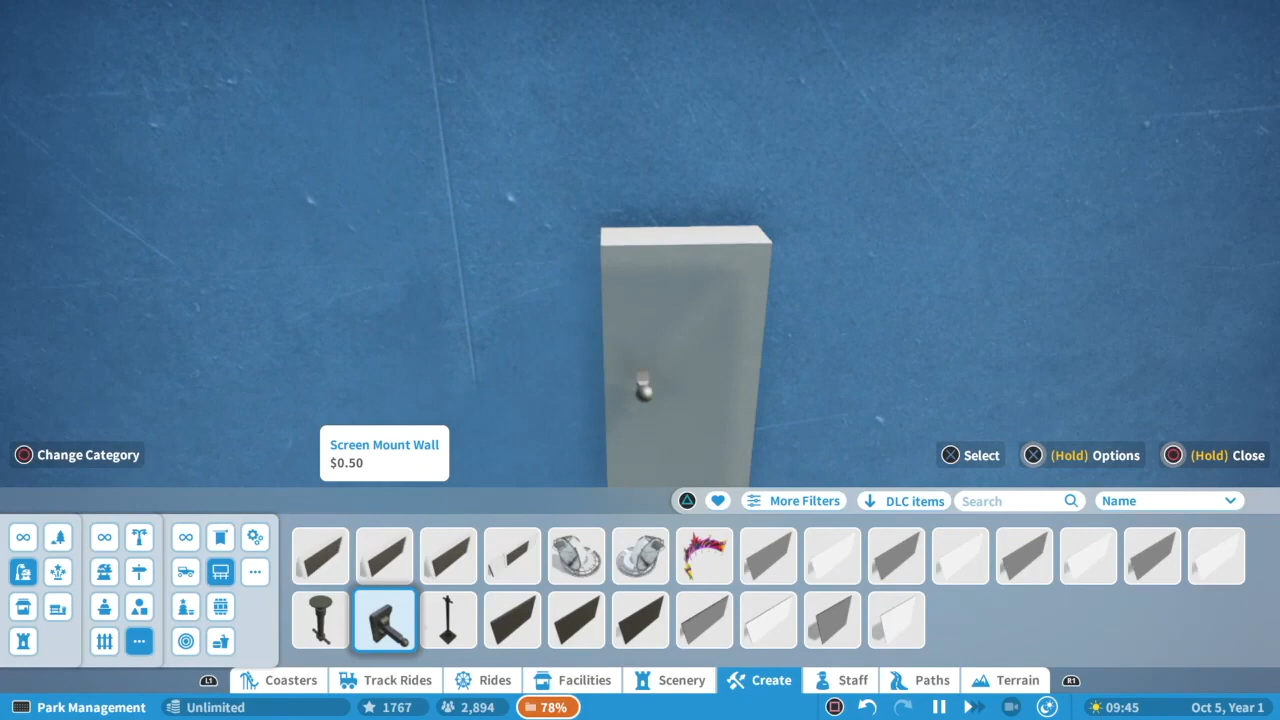 Screen Mount Wall
$0.50
Change Category
Select
(Hold) Options
(Hold) Close
More Filters
DLC items
Search
Name
L1
Coasters
Track Rides
Rides
Facilities
Scenery
Create
Staff
Paths
Terrain
R1
Park Management
Unlimited
1767
2,894
78%
09:45
Oct 5, Year 1